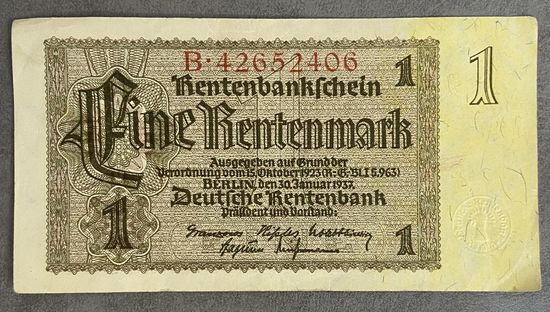 B·42652406
1
1
Rentenbankschein
Eine Rentenmark
Ausgegeben auf Grund der
Verordnung vom 15. Oktober 1923 (R.G.Bl I S.963)
BERLIN, den 30. Januar 1937.
Deutsche Rentenbank
Präsident und Vorstand:
1
1